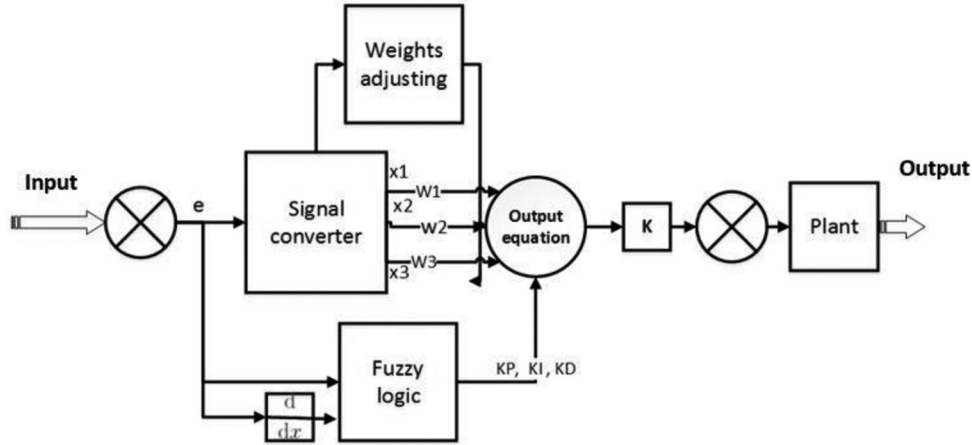 Weights
adjusting
Input
e
Signal
converter
x1
W1
x2
w2
W3
x3
Output
equation
K
Plant
Output
Fuzzy
logic
KP, KI, KD
d
dx